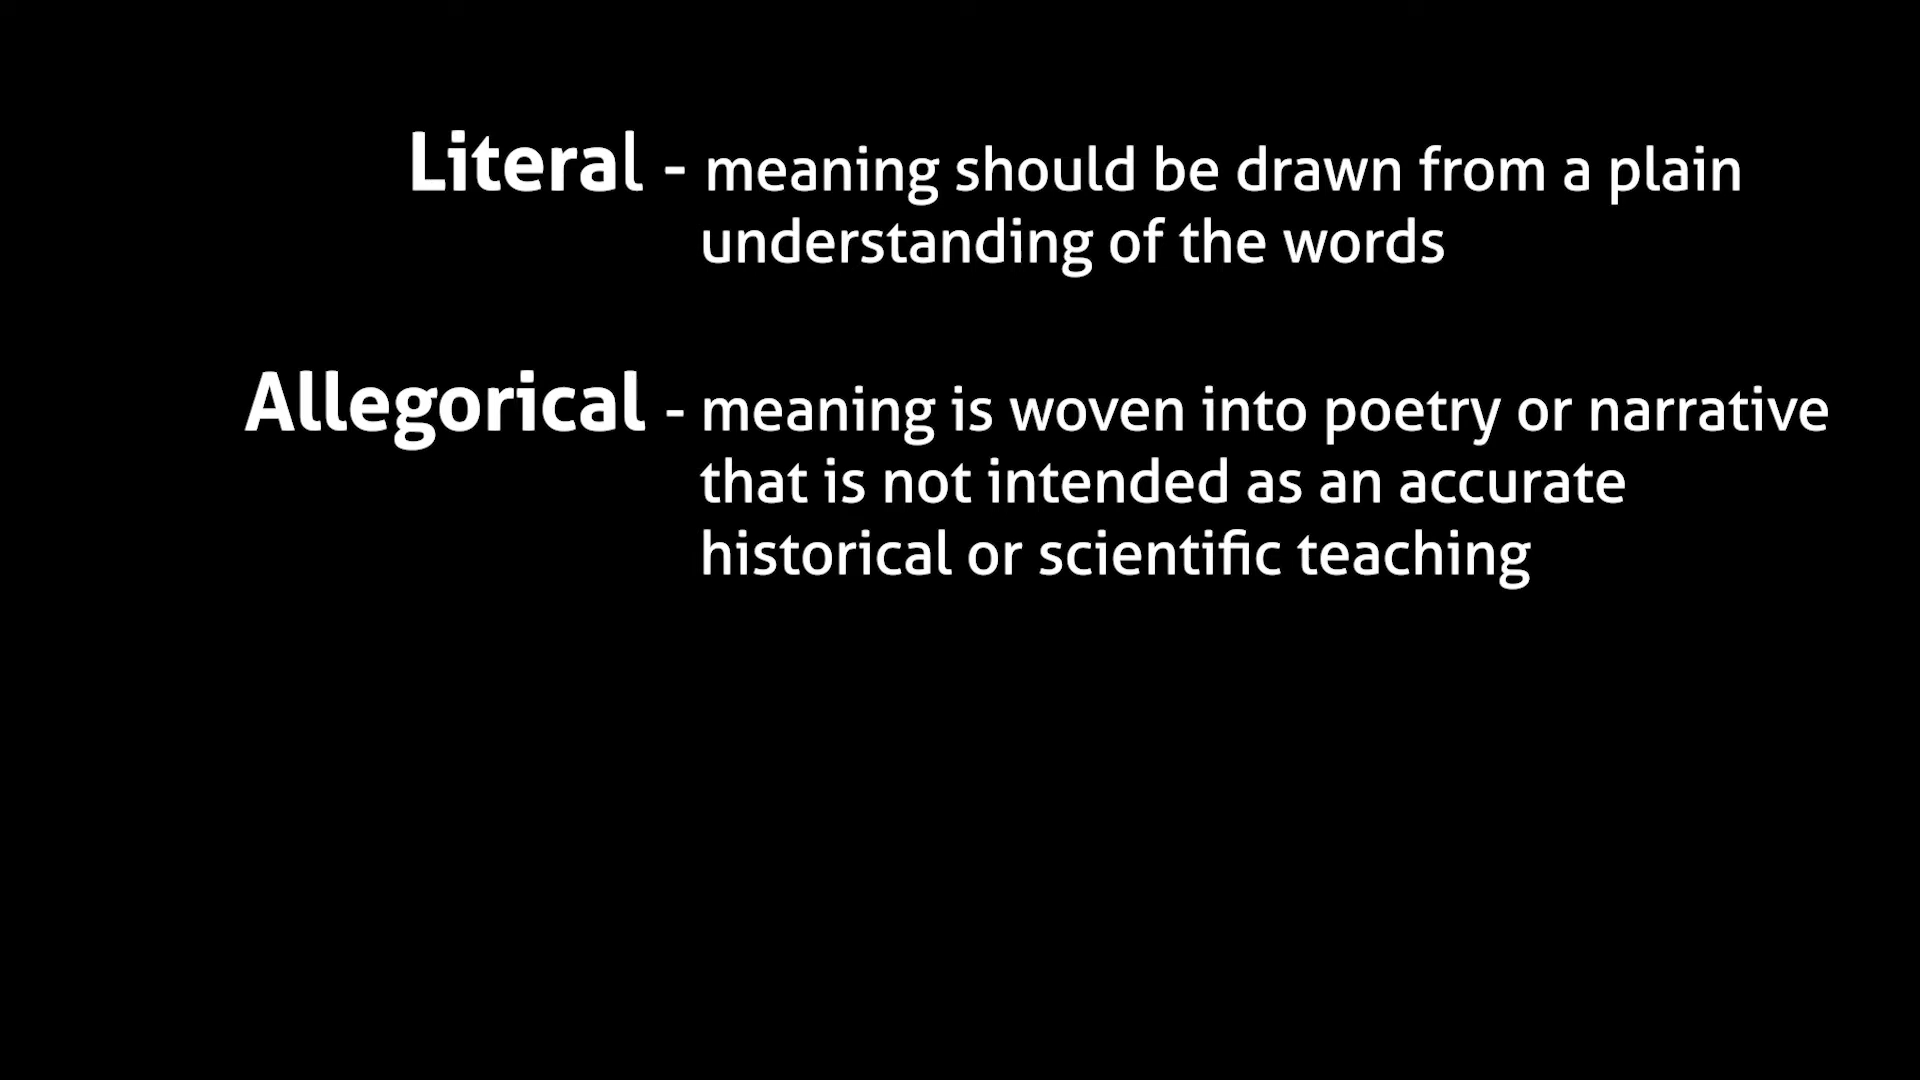 Literal - meaning should be drawn from a plain
understanding of the words
Allegorical - meaning is woven into poetry or narrative
that is not intended as an accurate
historical or scientific teaching